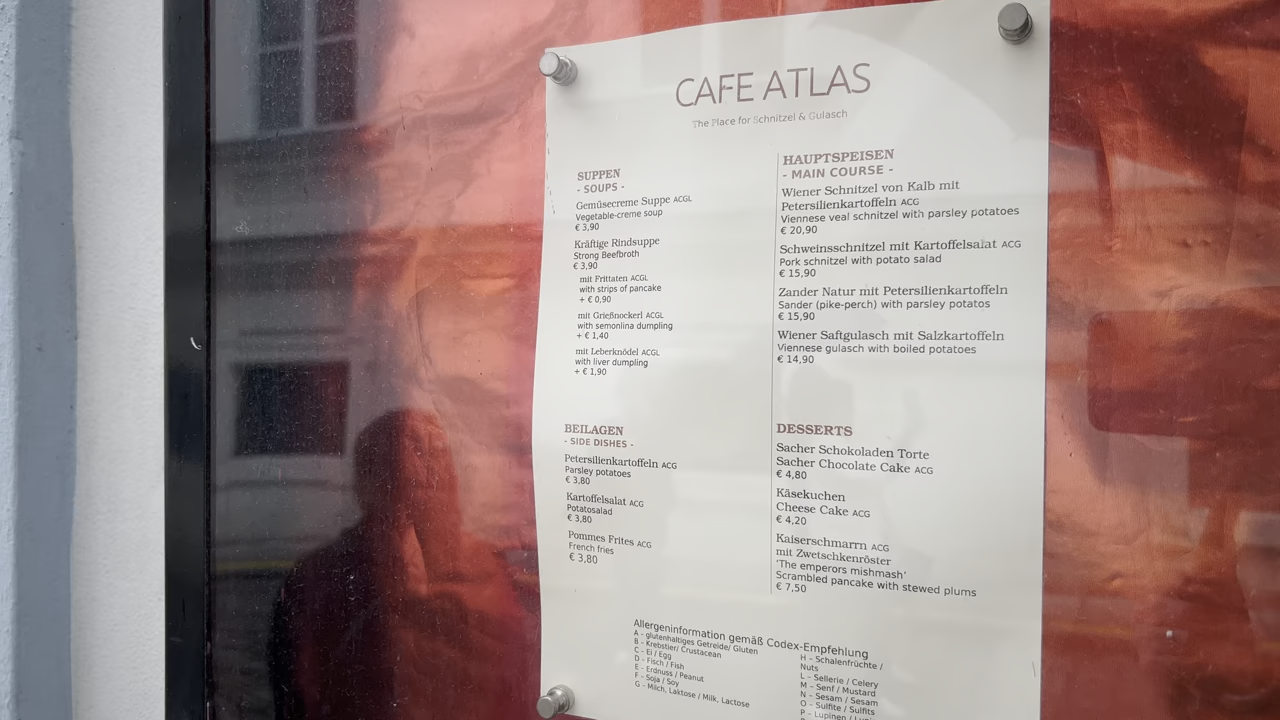 CAFE ATLAS
The Place for Schnitzel & Gulasch
SUPPEN
- SOUPS -
Gemüsecreme Suppe ACGL
Vegetable-creme soup
€ 3,90
Kräftige Rindsuppe
Strong Beefbroth
€ 3,90
mit Frittaten ACGL
with strips of pancake
+ € 0,90
mit Grießnockerl ACGL
with semonlina dumpling
+ € 1,40
mit Leberknödel ACGL
with liver dumpling
+ € 1,90
BEILAGEN
- SIDE DISHES -
Petersilienkartoffeln ACG
Parsley potatoes
€ 3,80
Kartoffelsalat ACG
Potatosalad
€ 3,80
Pommes Frites ACG
French fries
€ 3,80
HAUPTSPEISEN
- MAIN COURSE -
Wiener Schnitzel von Kalb mit
Petersilienkartoffeln ACG
Viennese veal schnitzel with parsley potatoes
€ 20,90
Schweinsschnitzel mit Kartoffelsalat ACG
Pork schnitzel with potato salad
€ 15,90
Zander Natur mit Petersilienkartoffeln
Sander (pike-perch) with parsley potatos
€ 15,90
Wiener Saftgulasch mit Salzkartoffeln
Viennese gulasch with boiled potatoes
€ 14,90
DESSERTS
Sacher Schokoladen Torte
Sacher Chocolate Cake ACG
€ 4,80
Käsekuchen
Cheese Cake ACG
€ 4,20
Kaiserschmarrn ACG
mit Zwetschkenröster
'The emperors mishmash'
Scrambled pancake with stewed plums
€ 7,50
Allergeninformation gemäß Codex-Empfehlung
A - glutenhaltiges Getreide/ Gluten
B - Krebstier/ Crustacean
C - Ei / Egg
D - Fisch / Fish
E - Erdnuss / Peanut
F - Soja / Soy
G - Milch, Laktose / Milk, Lactose
H - Schalenfrüchte /
Nuts
L - Sellerie / Celery
M - Senf / Mustard
N - Sesam / Sesam
O - Sulfite / Sulfits
P - Lupinen /